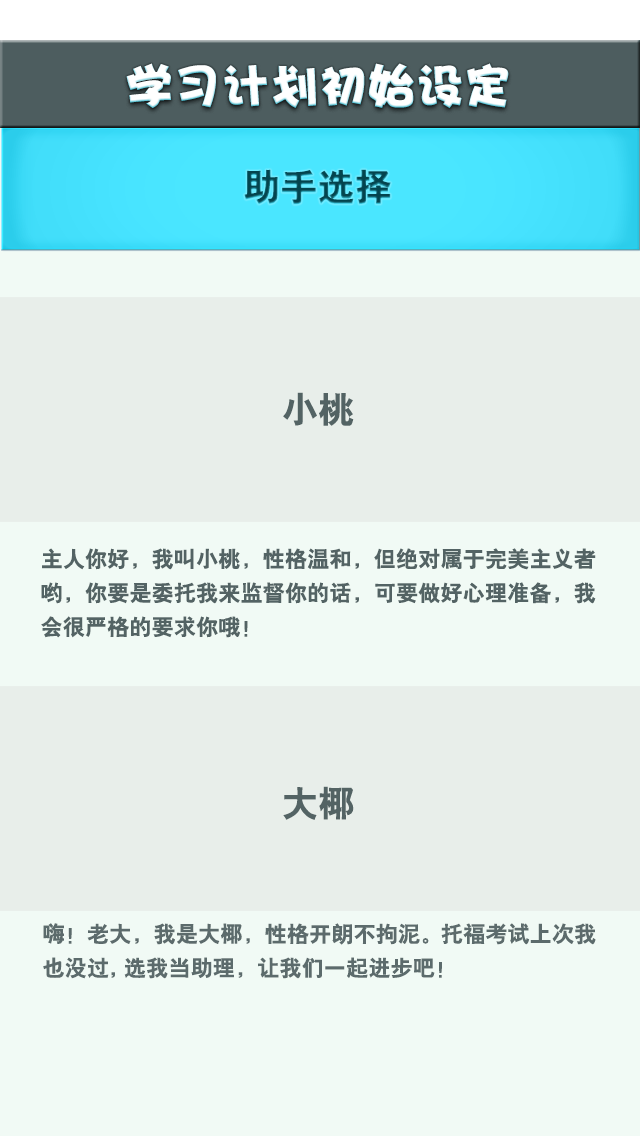 学习计划初始设定
助手选择
小桃
主人你好，我叫小桃，性格温和，但绝对属于完美主义者
哟，你要是委托我来监督你的话，可要做好心理准备，我
会很严格的要求你哦！
大椰
嗨！老大，我是大椰，性格开朗不拘泥。托福考试上次我
也没过, 选我当助理，让我们一起进步吧！